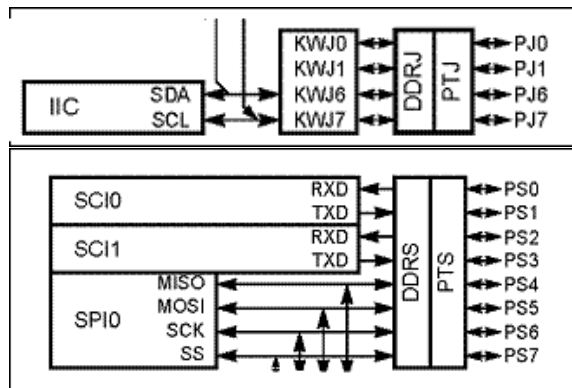 KWJ0 PJ0
KWJ1 DDRJ PTJ PJ1
IIC SDA KWJ6 PJ6
SCL KWJ7 PJ7
SCI0 RXD PS0
TXD PS1
SCI1 RXD PS2
TXD DDRS PTS PS3
MISO PS4
SPI0 MOSI PS5
SCK PS6
SS PS7